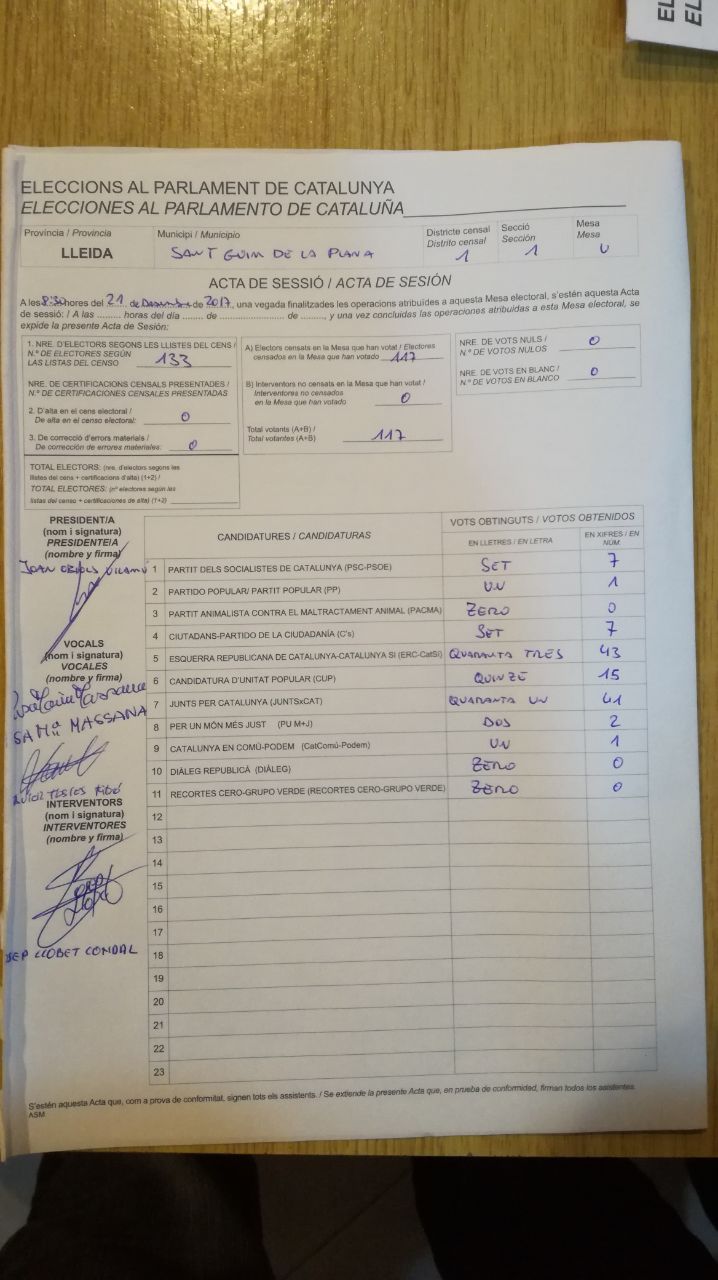 EL
EL
ELECCIONS AL PARLAMENT DE CATALUNYA
ELECCIONES AL PARLAMENTO DE CATALUÑA
Província / Provincia
LLEIDA
Municipi / Municipio
SANT GUIM DE LA PLANA
Districte censal
Distrito censal
1
Secció
Sección
1
Mesa
Mesa
U
ACTA DE SESSIÓ / ACTA DE SESIÓN
A les 8:30 hores del 21 de Desembre de 2017, una vegada finalitzades les operacions atribuïdes a aquesta Mesa electoral, s'estén aquesta Acta
de sessió: / A las ......... horas del día ....... de ..................... de ........, y una vez concluidas las operaciones atribuidas a esta Mesa electoral, se
expide la presente Acta de Sesión:
1. NRE. D'ELECTORS SEGONS LES LLISTES DEL CENS /
N.º DE ELECTORES SEGÚN
LAS LISTAS DEL CENSO 133
NRE. DE CERTIFICACIONS CENSALS PRESENTADES /
N.º DE CERTIFICACIONES CENSALES PRESENTADAS
2. D'alta en el cens electoral /
De alta en el censo electoral: 0
3. De correcció d'errors materials /
De corrección de errores materiales: 0
TOTAL ELECTORS: (nre. d'electors segons les
llistes del cens + certificacions d'alta) (1+2) /
TOTAL ELECTORES: (nº electores según las
listas del censo + certificaciones de alta) (1+2)
A) Electors censats en la Mesa que han votat / Electores
censados en la Mesa que han votado 117
B) Interventors no censats en la Mesa que han votat /
Interventores no censados
en la Mesa que han votado 0
Total votants (A+B) /
Total votantes (A+B) 117
NRE. DE VOTS NULS /
N.º DE VOTOS NULOS 0
NRE. DE VOTS EN BLANC /
N.º DE VOTOS EN BLANCO 0
PRESIDENT/A
(nom i signatura)
PRESIDENTE/A
(nombre y firma)
JOAN
VOCALS
(nom i signatura)
VOCALES
(nombre y firma)
MASSANA
INTERVENTORS
(nom i signatura)
INTERVENTORES
(nombre y firma)
SEP LLOBET CONDAL
CANDIDATURES / CANDIDATURAS
VOTS OBTINGUTS / VOTOS OBTENIDOS
EN LLETRES / EN LETRA
EN XIFRES / EN NÚM.
1 PARTIT DELS SOCIALISTES DE CATALUNYA (PSC-PSOE) SET 7
2 PARTIDO POPULAR/ PARTIT POPULAR (PP) UN 1
3 PARTIT ANIMALISTA CONTRA EL MALTRACTAMENT ANIMAL (PACMA) ZERO 0
4 CIUTADANS-PARTIDO DE LA CIUDADANÍA (C's) SET 7
5 ESQUERRA REPUBLICANA DE CATALUNYA-CATALUNYA SÍ (ERC-CatSí) QUARANTA TRES 43
6 CANDIDATURA D'UNITAT POPULAR (CUP) QUINZE 15
7 JUNTS PER CATALUNYA (JUNTSxCAT) QUARANTA UN 41
8 PER UN MÓN MÉS JUST (PU M+J) DOS 2
9 CATALUNYA EN COMÚ-PODEM (CatComú-Podem) UN 1
10 DIÀLEG REPUBLICÀ (DIÀLEG) ZERO 0
11 RECORTES CERO-GRUPO VERDE (RECORTES CERO-GRUPO VERDE) ZERO 0
12
13
14
15
16
17
18
19
20
21
22
23
S'estén aquesta Acta que, com a prova de conformitat, signen tots els assistents. / Se extiende la presente Acta que, en prueba de conformidad, firman todos los asistentes.
ASM